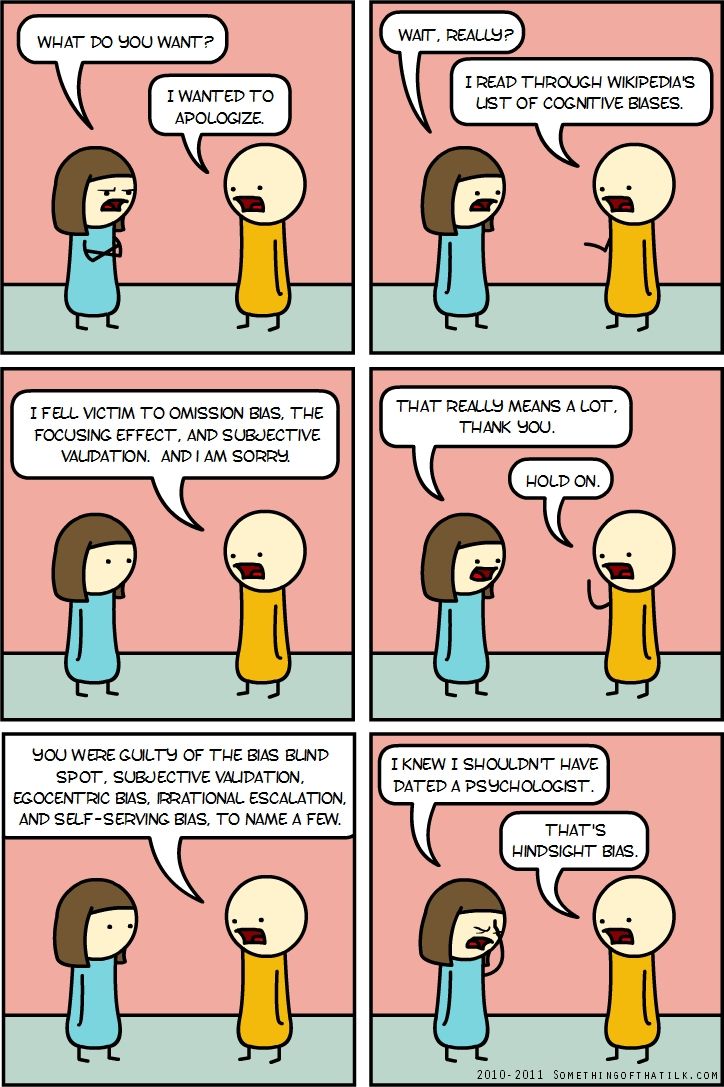 WHAT DO YOU WANT?
I WANTED TO
APOLOGIZE.
WAIT, REALLY?
I READ THROUGH WIKIPEDIA'S
LIST OF COGNITIVE BIASES.
I FELL VICTIM TO OMISSION BIAS, THE
FOCUSING EFFECT, AND SUBJECTIVE
VALIDATION. AND I AM SORRY.
THAT REALLY MEANS A LOT,
THANK YOU.
HOLD ON.
YOU WERE GUILTY OF THE BIAS BLIND
SPOT, SUBJECTIVE VALIDATION,
EGOCENTRIC BIAS, IRRATIONAL ESCALATION,
AND SELF-SERVING BIAS, TO NAME A FEW.
I KNEW I SHOULDN'T HAVE
DATED A PSYCHOLOGIST.
THAT'S
HINDSIGHT BIAS.
2010-2011 SOMETHINGOFTHATILK.COM